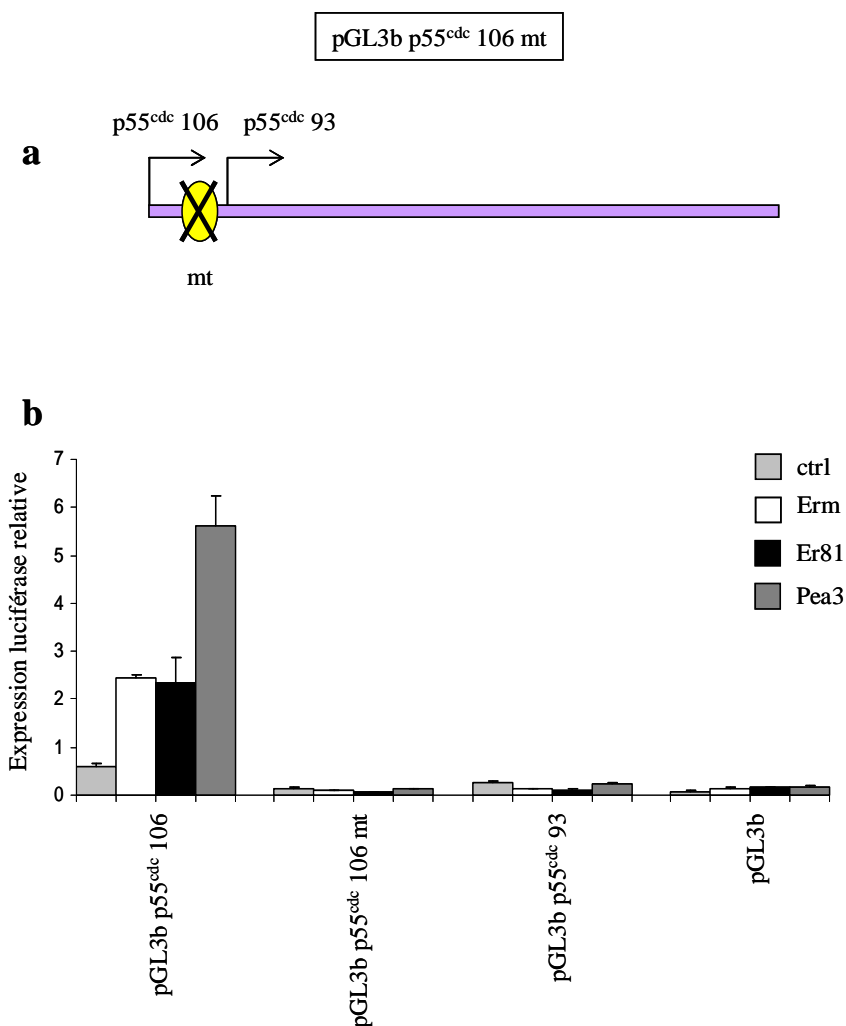 pGL3b p55cdc 106 mt
p55cdc 106 p55cdc 93
a
mt
b
Expression luciférase relative
7
6
5
4
3
2
1
0
ctrl
Erm
Er81
Pea3
pGL3b p55cdc 106
pGL3b p55cdc 106 mt
pGL3b p55cdc 93
pGL3b